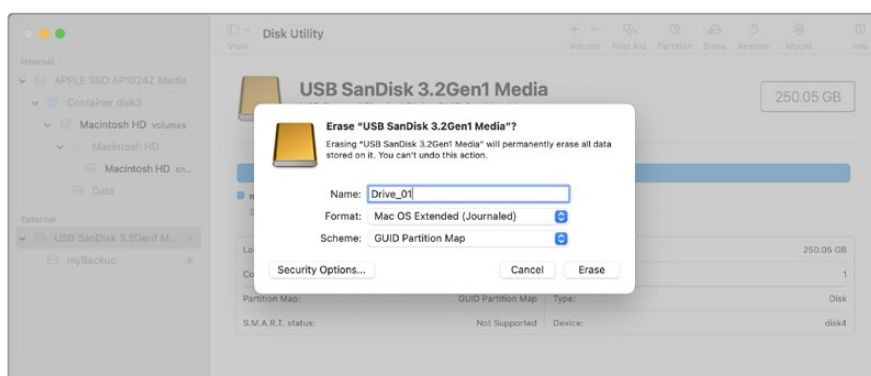 Disk Utility
View
Volume First Aid Partition Erase Restore Mount Info
Internal
APPLE SSD AP1024Z Media
Container disk3
Macintosh HD volumes
Macintosh HD
Macintosh HD sn...
Data
External
USB SanDisk 3.2Gen1 M...
myBackup
USB SanDisk 3.2Gen1 Media
250.05 GB
Erase “USB SanDisk 3.2Gen1 Media”?
Erasing “USB SanDisk 3.2Gen1 Media” will permanently erase all data
stored on it. You can’t undo this action.
Name: Drive_01
Format: Mac OS Extended (Journaled)
Scheme: GUID Partition Map
Security Options... Cancel Erase
250.05 GB
1
Partition Map: GUID Partition Map Type: Disk
S.M.A.R.T. status: Not Supported Device: disk4